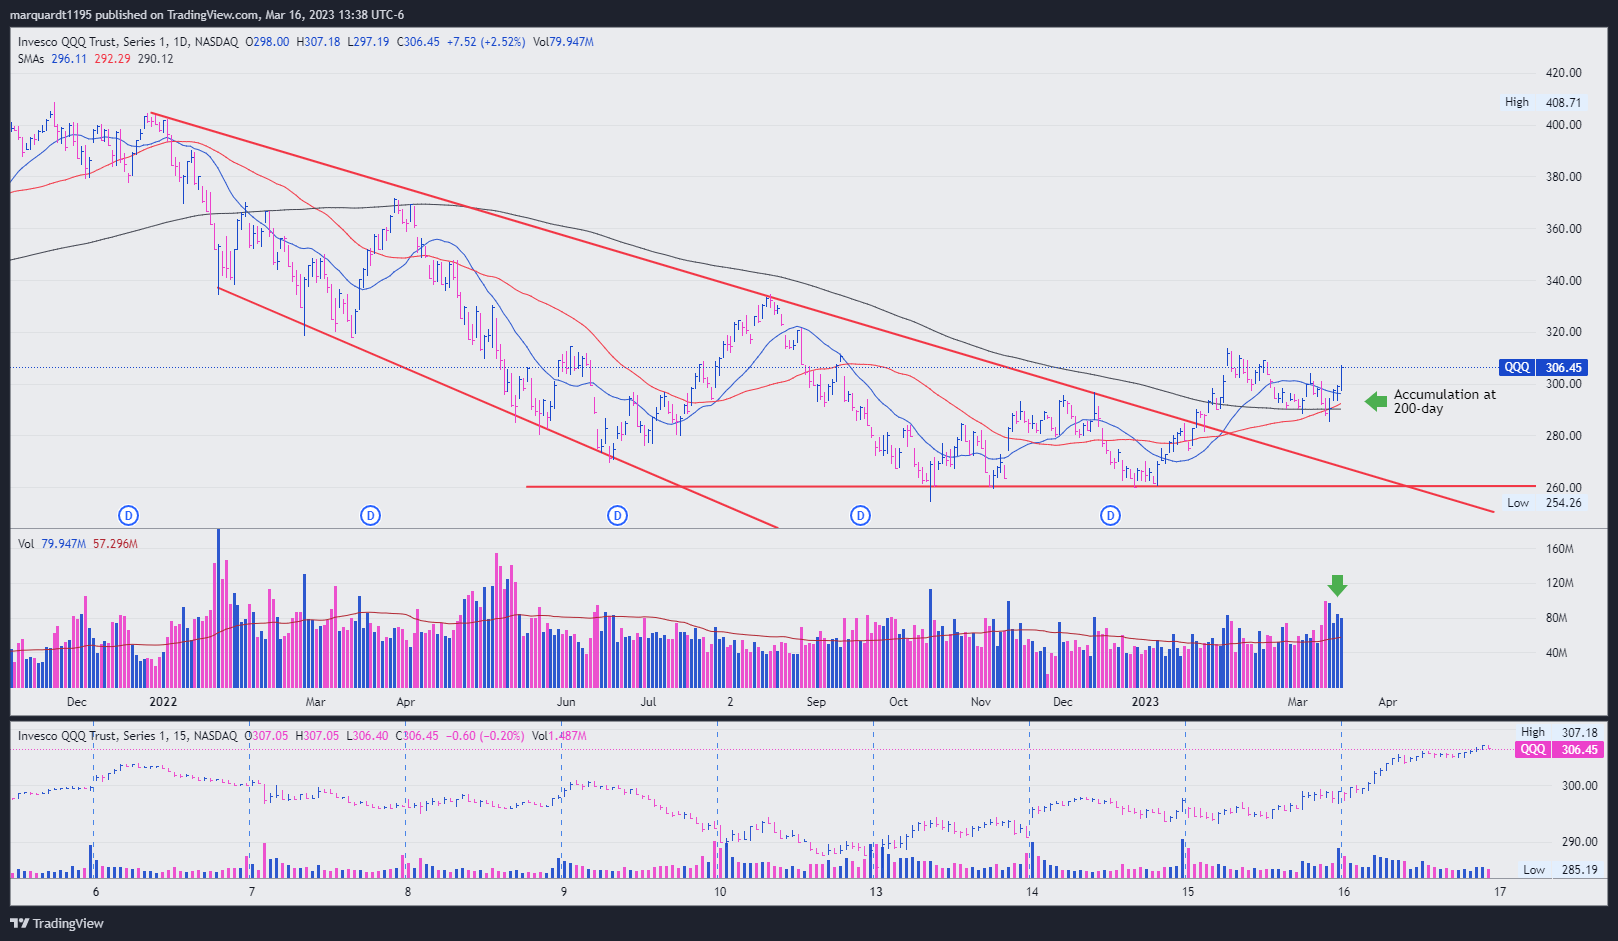 marquardt1195 published on TradingView.com, Mar 16, 2023 13:38 UTC-6
Invesco QQQ Trust, Series 1, 1D, NASDAQ O298.00 H307.18 L297.19 C306.45 +7.52 (+2.52%) Vol79.947M
SMAs 296.11 292.29 290.12
420.00
High 408.71
400.00
380.00
360.00
340.00
320.00
QQQ 306.45
300.00
Accumulation at
200-day
280.00
260.00
Low 254.26
D D D D D
Vol 79.947M 57.296M
160M
120M
80M
40M
Dec 2022 Mar Apr Jun Jul 2 Sep Oct Nov Dec 2023 Mar Apr
Invesco QQQ Trust, Series 1, 15, NASDAQ O307.05 H307.05 L306.40 C306.45 −0.60 (−0.20%) Vol1.487M
High 307.18
QQQ 306.45
300.00
290.00
Low 285.19
6 7 8 9 10 13 14 15 16 17
TradingView